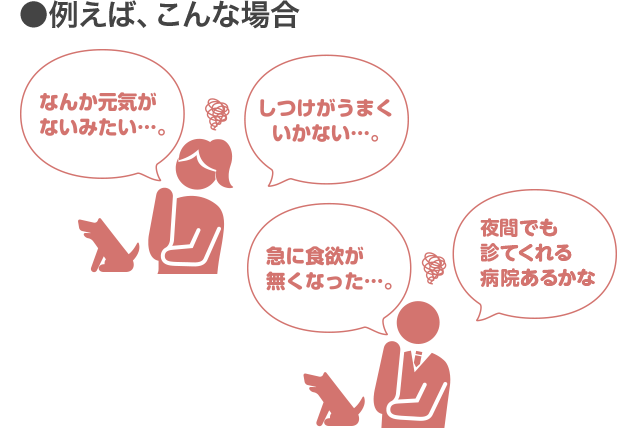 ●例えば、こんな場合
なんか元気が
ないみたい…。
しつけがうまく
いかない…。
急に食欲が
無くなった…。
夜間でも
診てくれる
病院あるかな